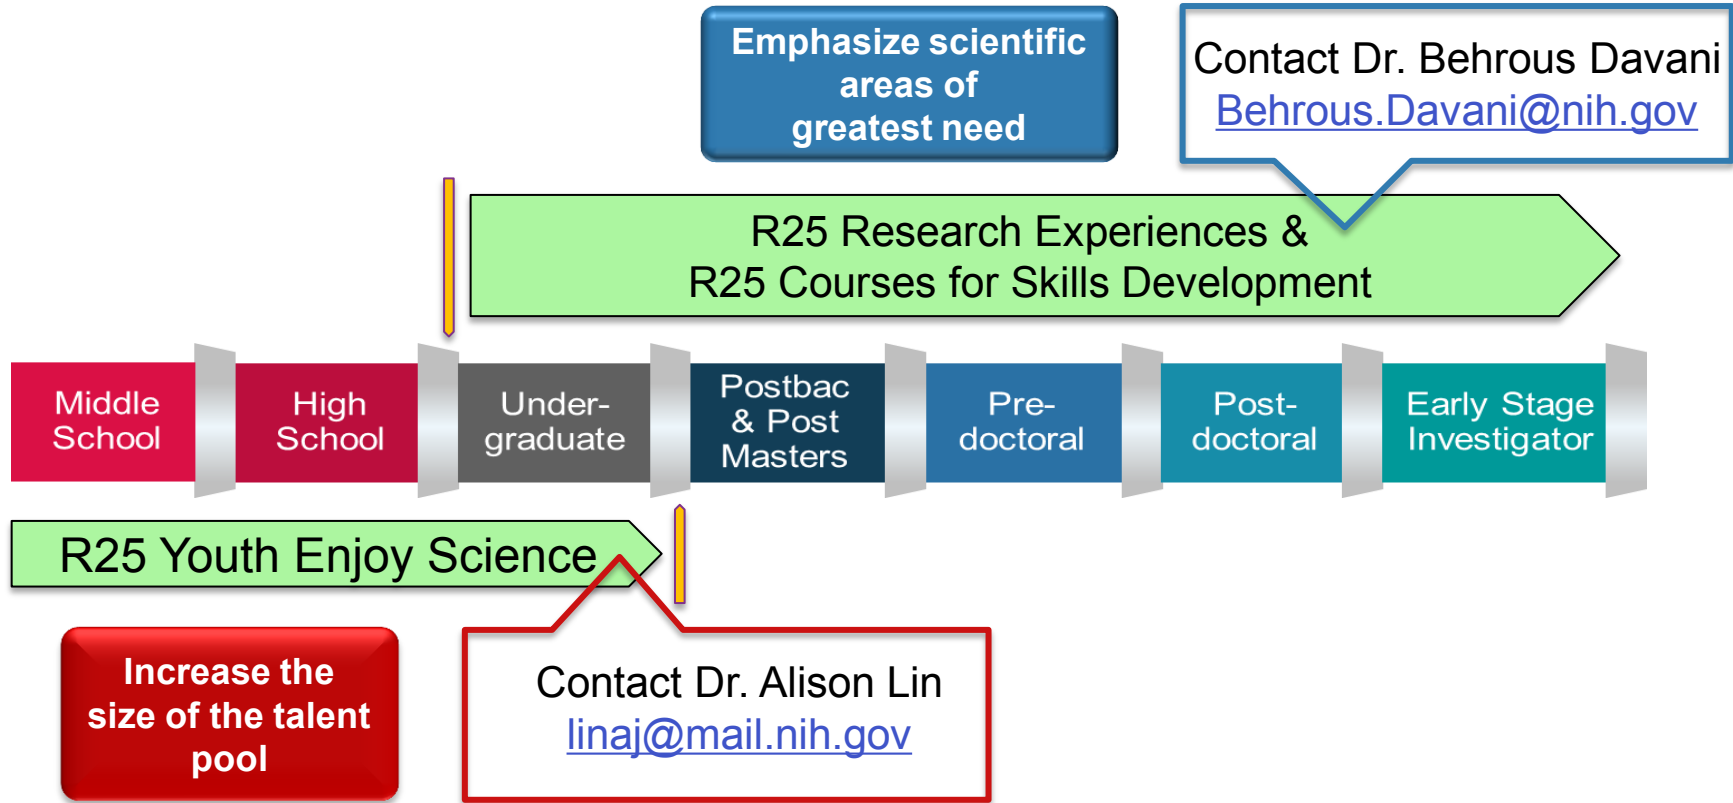 Emphasize scientific
areas of
greatest need
Contact Dr. Behrous Davani
Behrous.Davani@nih.gov
R25 Research Experiences &
R25 Courses for Skills Development
Middle
School
High
School
Under-
graduate
Postbac
& Post
Masters
Pre-
doctoral
Post-
doctoral
Early Stage
Investigator
R25 Youth Enjoy Science
Increase the
size of the talent
pool
Contact Dr. Alison Lin
linaj@mail.nih.gov